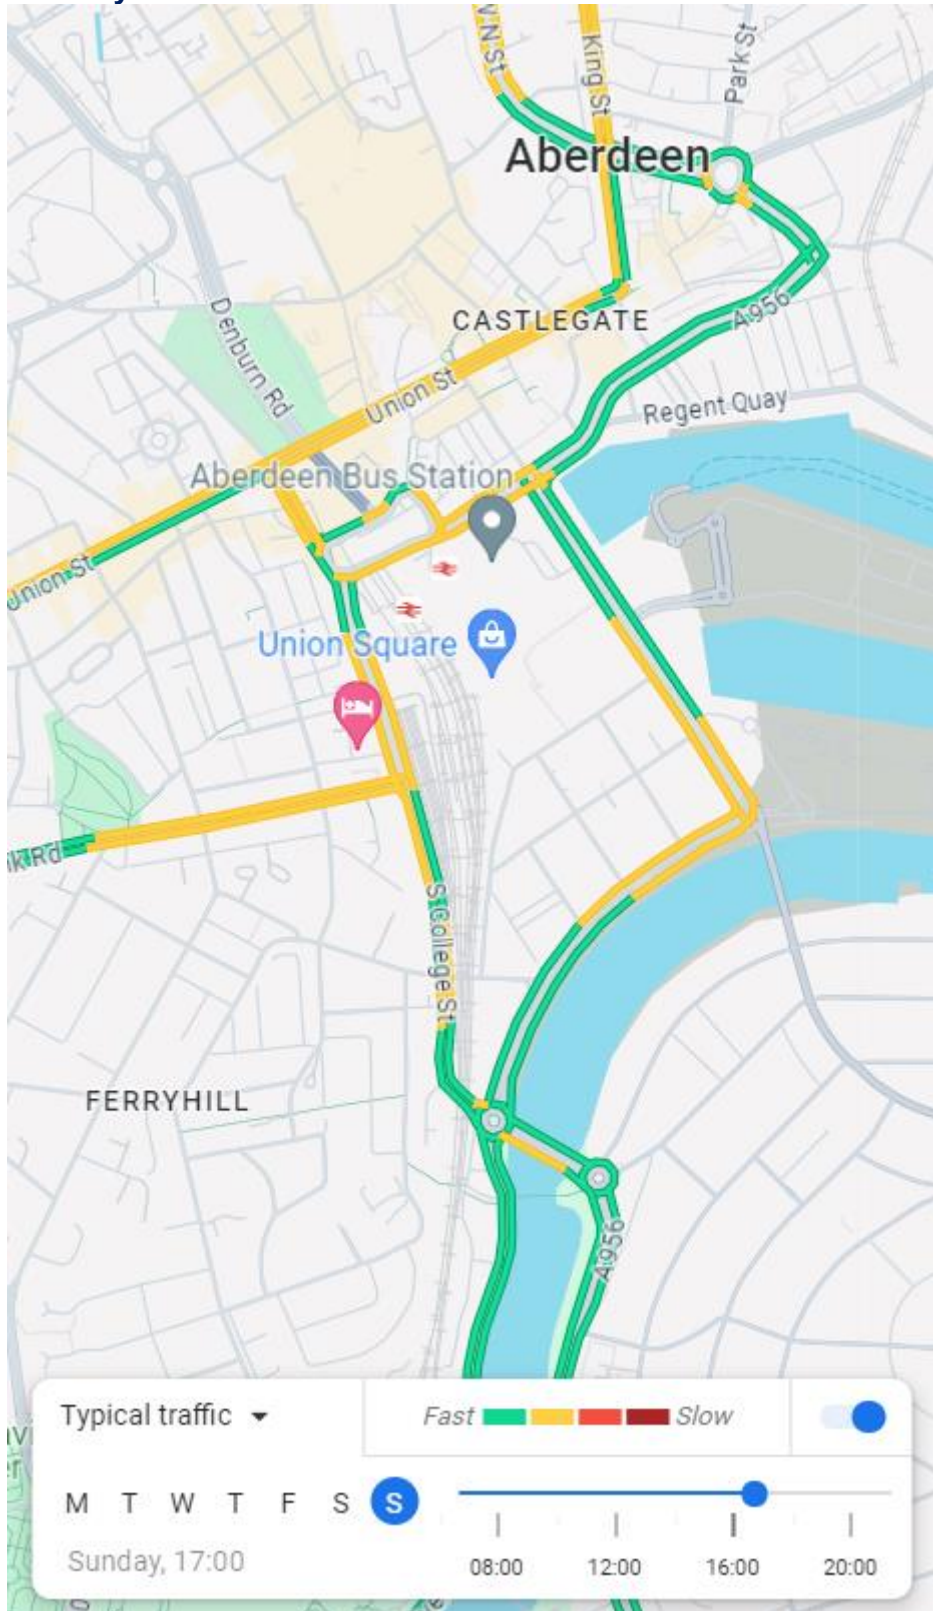 N St
King St
Park St
Aberdeen
CASTLEGATE
A956
Denburn Rd
Union St
Regent Quay
Aberdeen Bus Station
Union St
Union Square
k Rd
S College St
FERRYHILL
A956
Typical traffic
Fast Slow
M T W T F S S
Sunday, 17:00
08:00 12:00 16:00 20:00